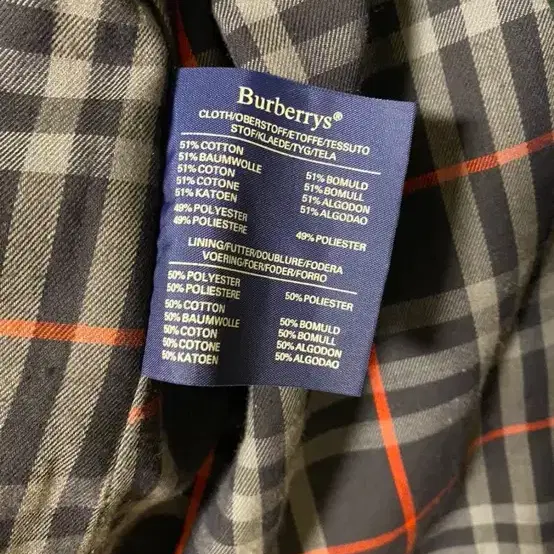 Burberrys®
CLOTH/OBERSTOFF/ETOFFE/TESSUTO
STOF/KLAEDE/TYG/TELA
51% COTTON
51% BAUMWOLLE
51% COTON
51% COTONE
51% KATOEN
51% BOMULD
51% BOMULL
51% ALGODON
51% ALGODAO
49% POLYESTER
49% POLIESTERE
49% POLIESTER
LINING/FUTTER/DOUBLURE/FODERA
VOERING/FOER/FODER/FORRO
50% POLYESTER
50% POLIESTERE
50% POLIESTER
50% COTTON
50% BAUMWOLLE
50% COTON
50% COTONE
50% KATOEN
50% BOMULD
50% BOMULL
50% ALGODON
50% ALGODAO